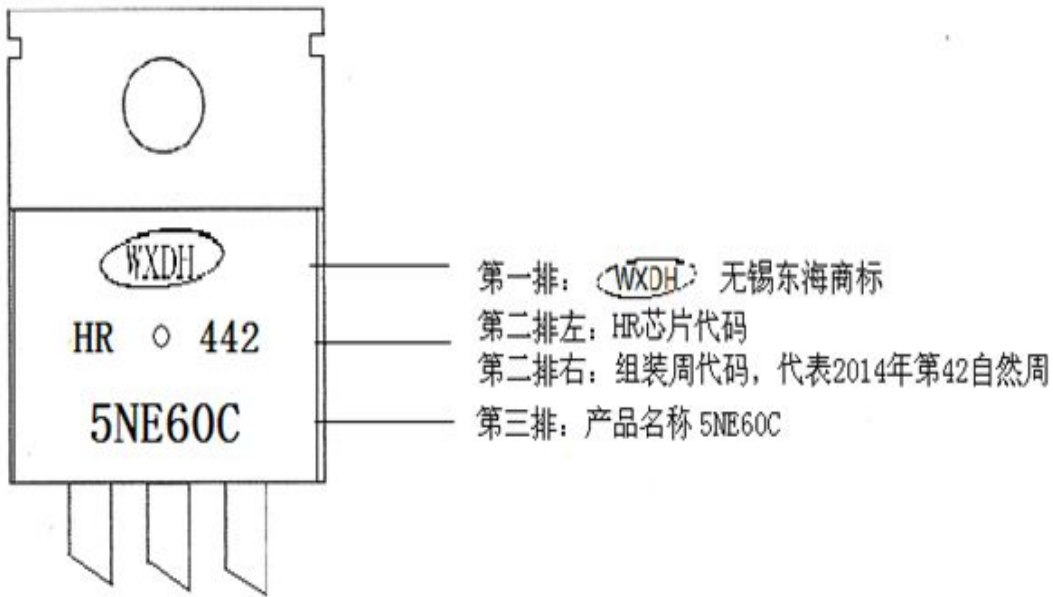 WXDH
HR 442
5NE60C
第一排: WXDH 无锡东海商标
第二排左: HR芯片代码
第二排右: 组装周代码, 代表2014年第42自然周
第三排: 产品名称 5NE60C